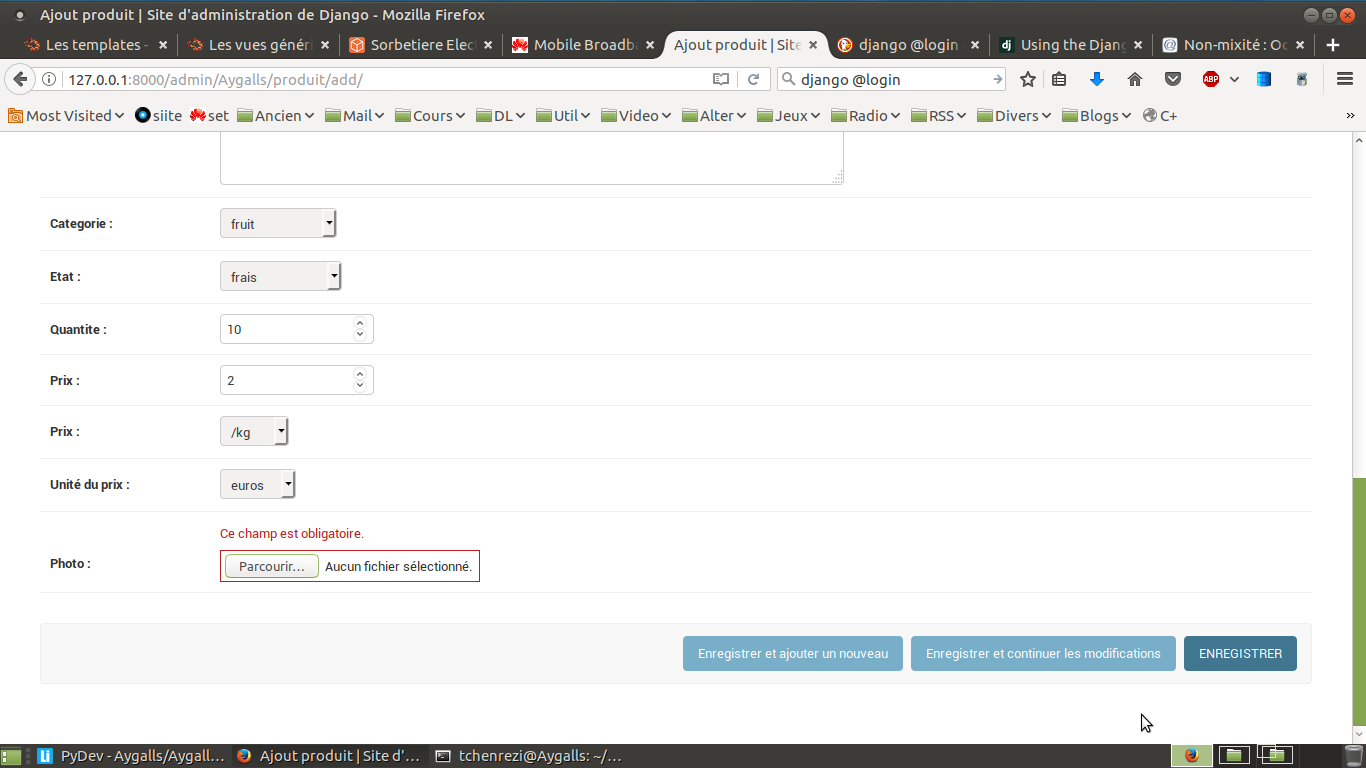 Ajout produit | Site d'administration de Django - Mozilla Firefox
Les templates -
Les vues généri
Sorbetiere Elec
Mobile Broadba
Ajout produit | Site
django @login
Using the Djang
Non-mixité : Oc
127.0.0.1:8000/admin/Aygalls/produit/add/
django @login
ABP
Most Visited
siite
set
Ancien
Mail
Cours
DL
Util
Video
Alter
Jeux
Radio
RSS
Divers
Blogs
C+
»
Categorie :
fruit
Etat :
frais
Quantite :
10
Prix :
2
Prix :
/kg
Unité du prix :
euros
Ce champ est obligatoire.
Photo :
Parcourir...
Aucun fichier sélectionné.
Enregistrer et ajouter un nouveau
Enregistrer et continuer les modifications
ENREGISTRER
PyDev - Aygalls/Aygall...
Ajout produit | Site d'...
tchenrezi@Aygalls: ~/...